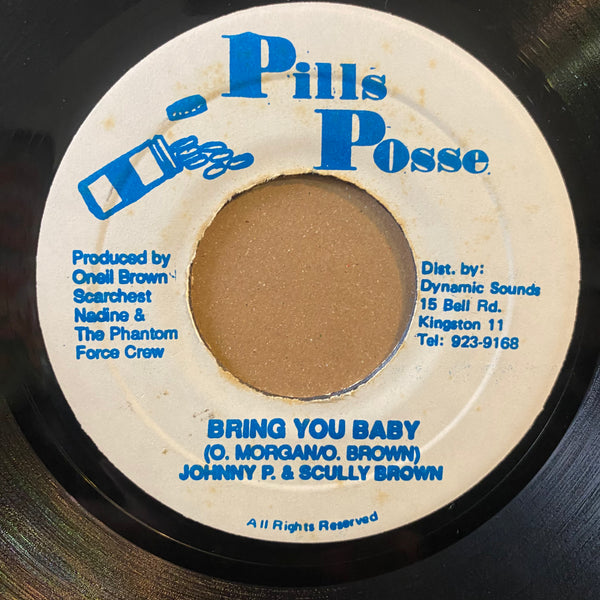 Pills
Posse
Produced by
Oneil Brown
Scarchest
Nadine &
The Phantom
Force Crew
Dist. by:
Dynamic Sounds
15 Bell Rd.
Kingston 11
Tel: 923-9168
BRING YOU BABY
(O. MORGAN/O. BROWN)
JOHNNY P. & SCULLY BROWN
All Rights Reserved